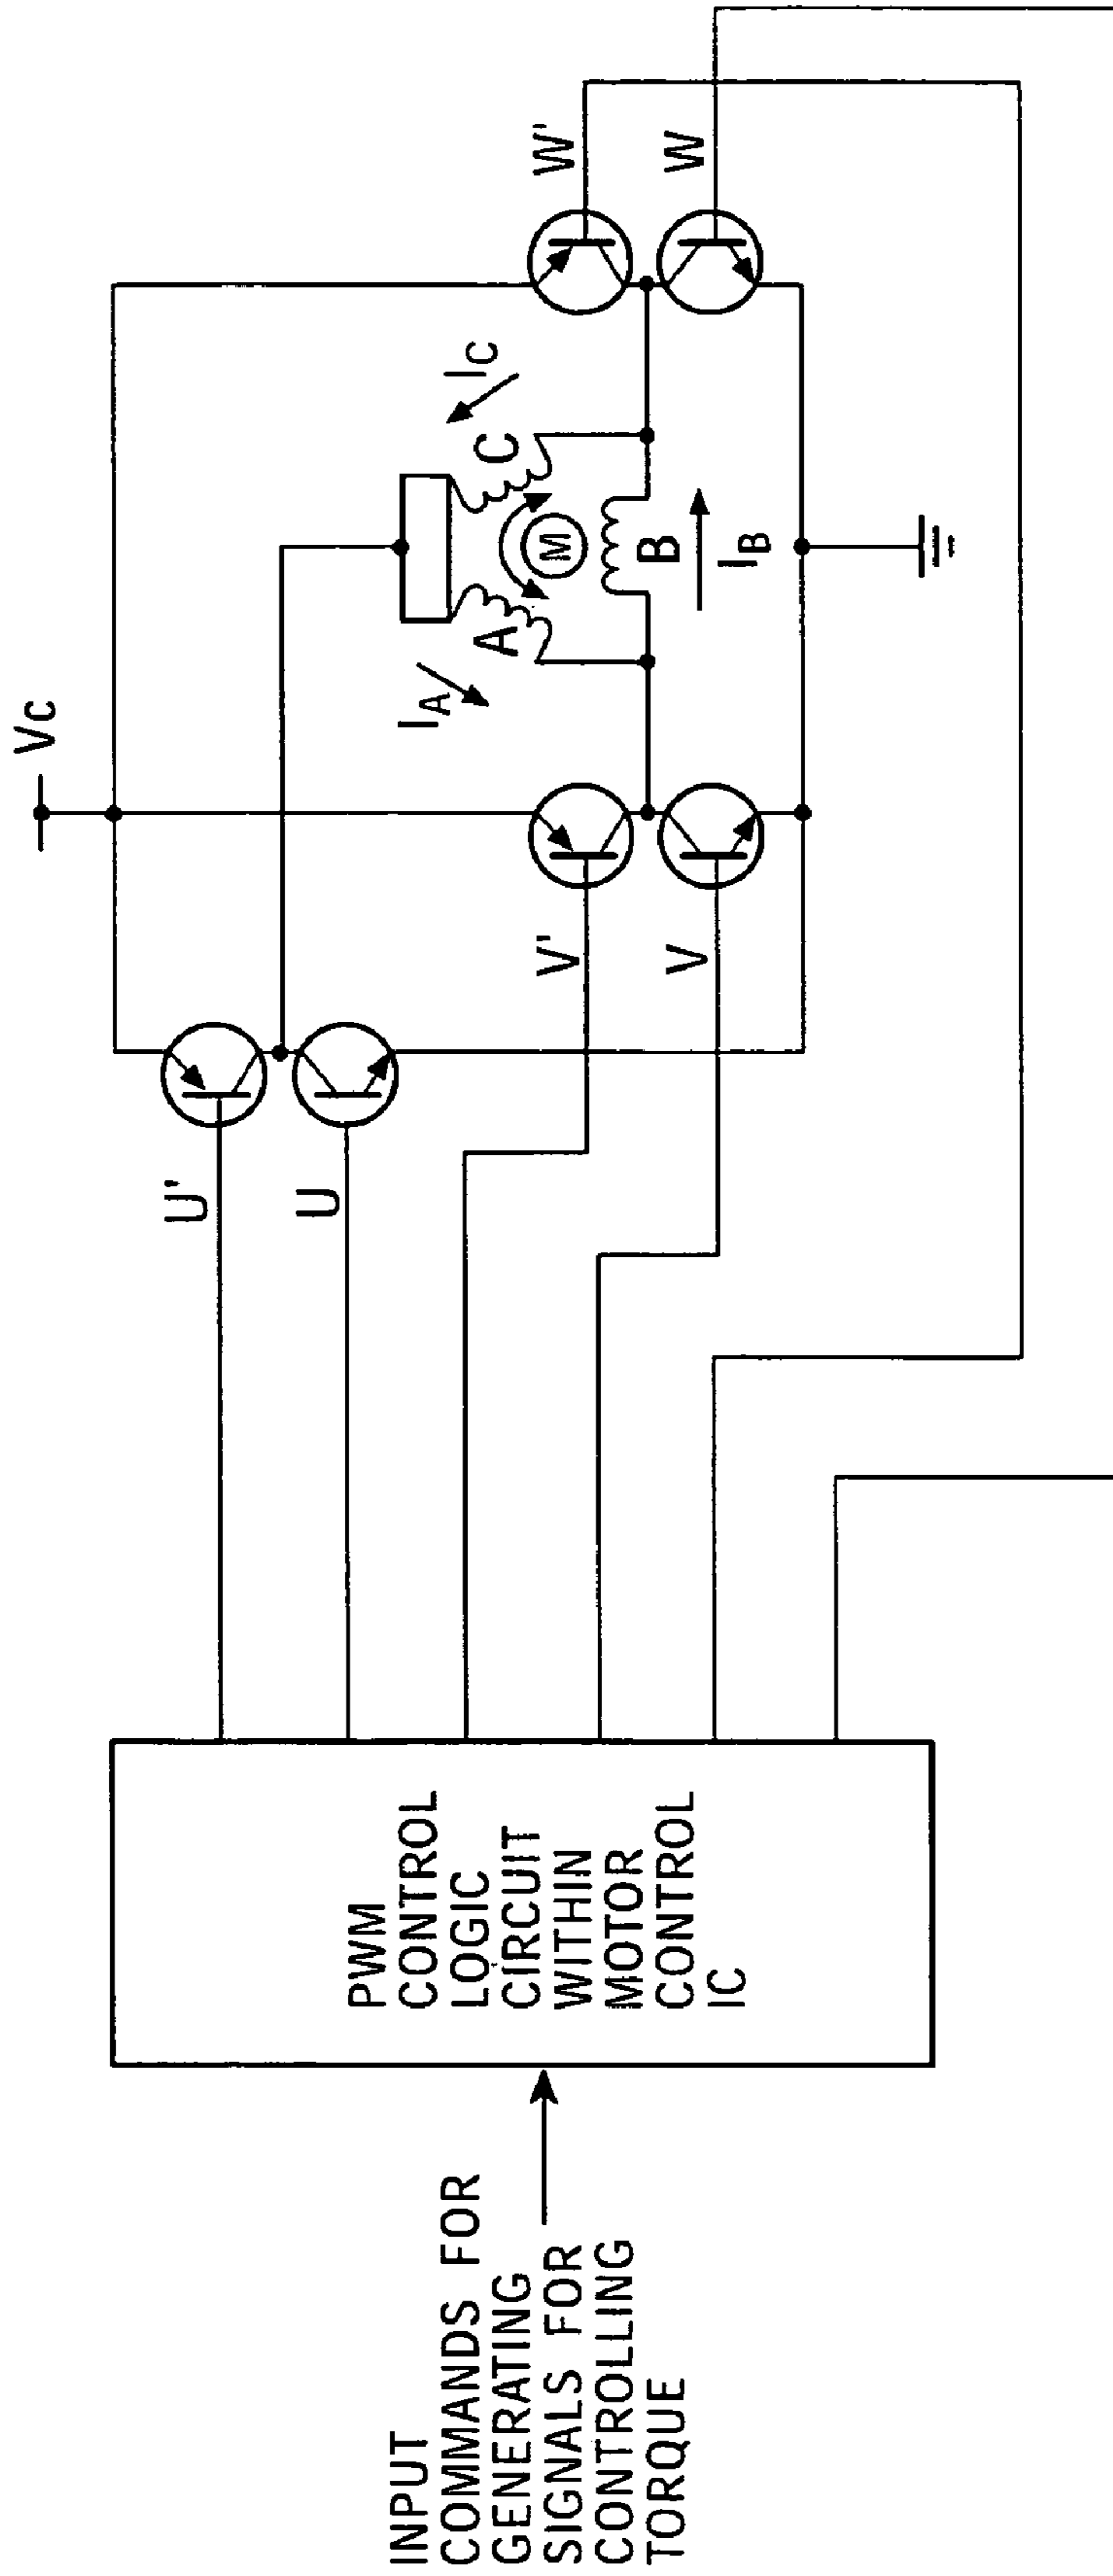 INPUT
COMMANDS FOR
GENERATING
SIGNALS FOR
CONTROLLING
TORQUE
PWM
CONTROL
LOGIC
CIRCUIT
WITHIN
MOTOR
CONTROL
IC
U'
U
V'
V
Vc
IA
A
M
C
IC
B
IB
W'
W